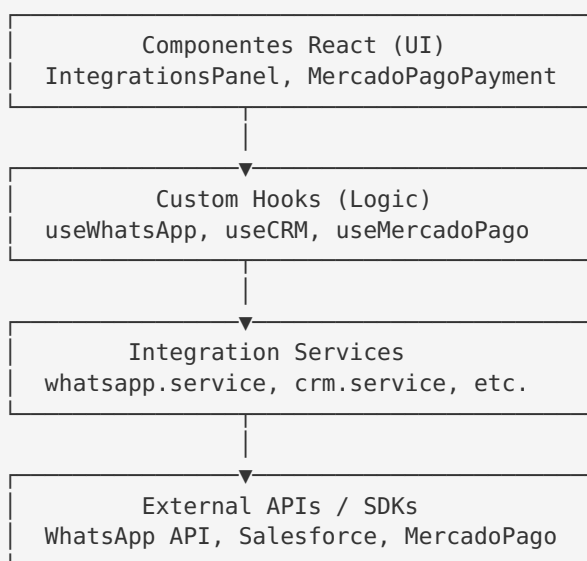 Componentes React (UI)
IntegrationsPanel, MercadoPagoPayment
Custom Hooks (Logic)
useWhatsApp, useCRM, useMercadoPago
Integration Services
whatsapp.service, crm.service, etc.
External APIs / SDKs
WhatsApp API, Salesforce, MercadoPago